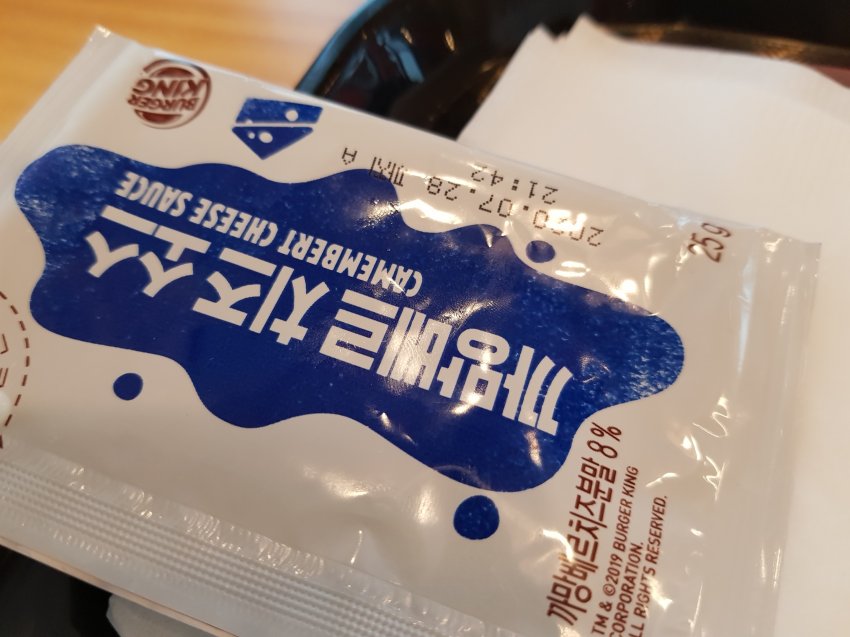 BURGER
KING
까망베르 치즈 소스
CAMEMBERT CHEESE SAUCE
2020.07.28 까지 A
21:42
25 g
까망베르치즈분말 8%
TM & ©2019 BURGER KING
CORPORATION.
ALL RIGHTS RESERVED.